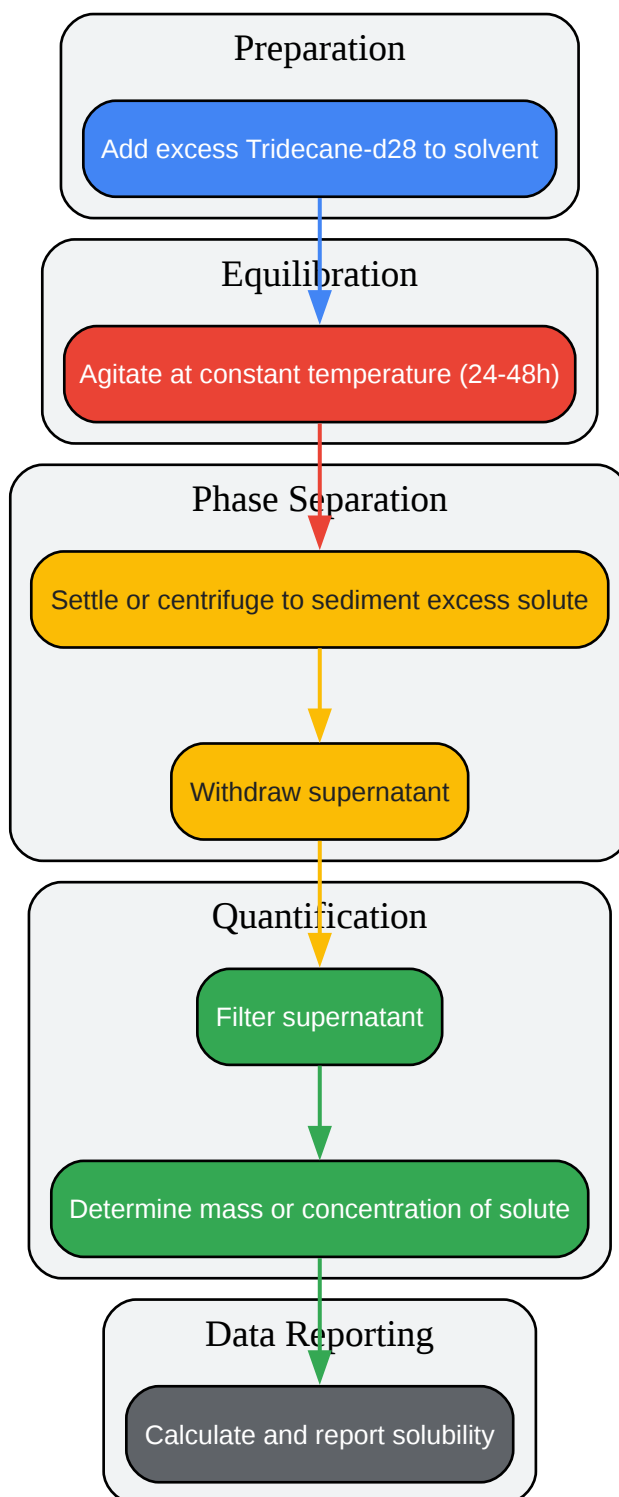 Preparation
Add excess Tridecane-d28 to solvent
Equilibration
Agitate at constant temperature (24-48h)
Phase Separation
Settle or centrifuge to sediment excess solute
Withdraw supernatant
Quantification
Filter supernatant
Determine mass or concentration of solute
Data Reporting
Calculate and report solubility